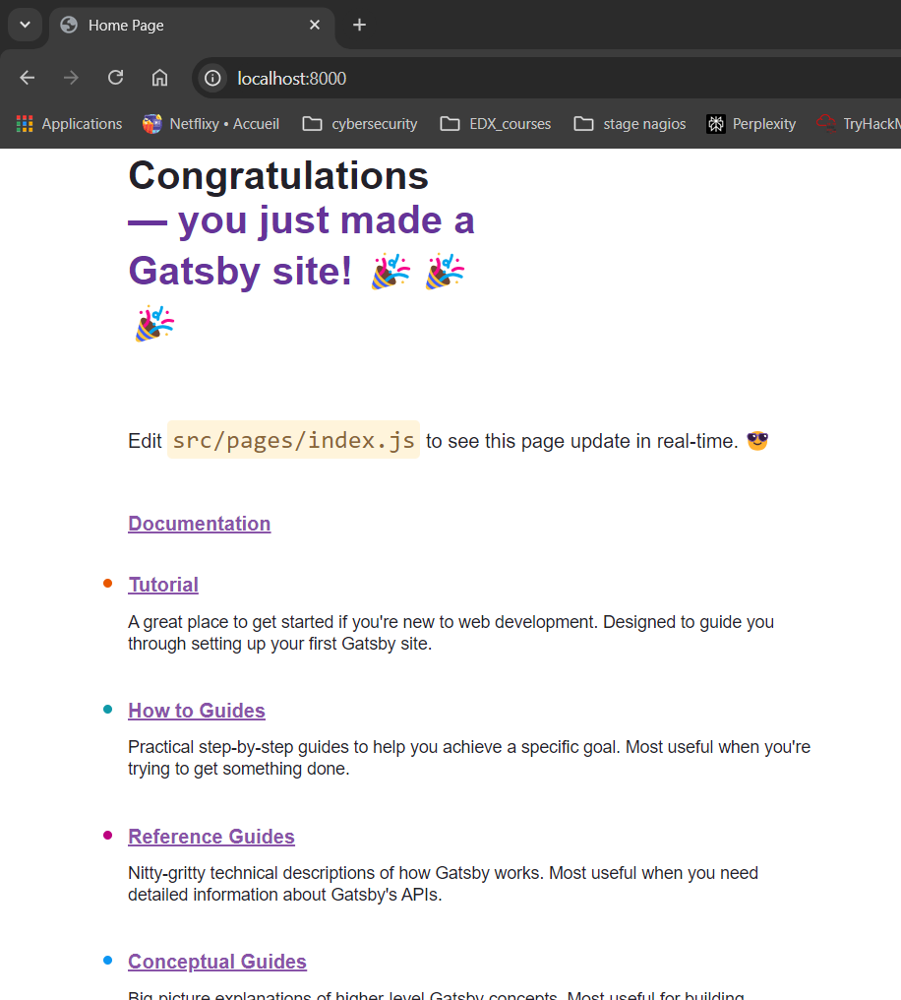 Home Page
localhost:8000
Applications Netflixy • Accueil cybersecurity EDX_courses stage nagios Perplexity TryHackM
Congratulations
— you just made a
Gatsby site! 🎉 🎉
🎉
Edit src/pages/index.js to see this page update in real-time. 😎
Documentation
Tutorial
A great place to get started if you're new to web development. Designed to guide you
through setting up your first Gatsby site.
How to Guides
Practical step-by-step guides to help you achieve a specific goal. Most useful when you're
trying to get something done.
Reference Guides
Nitty-gritty technical descriptions of how Gatsby works. Most useful when you need
detailed information about Gatsby's APIs.
Conceptual Guides
Big-picture explanations of higher-level Gatsby concepts. Most useful for building